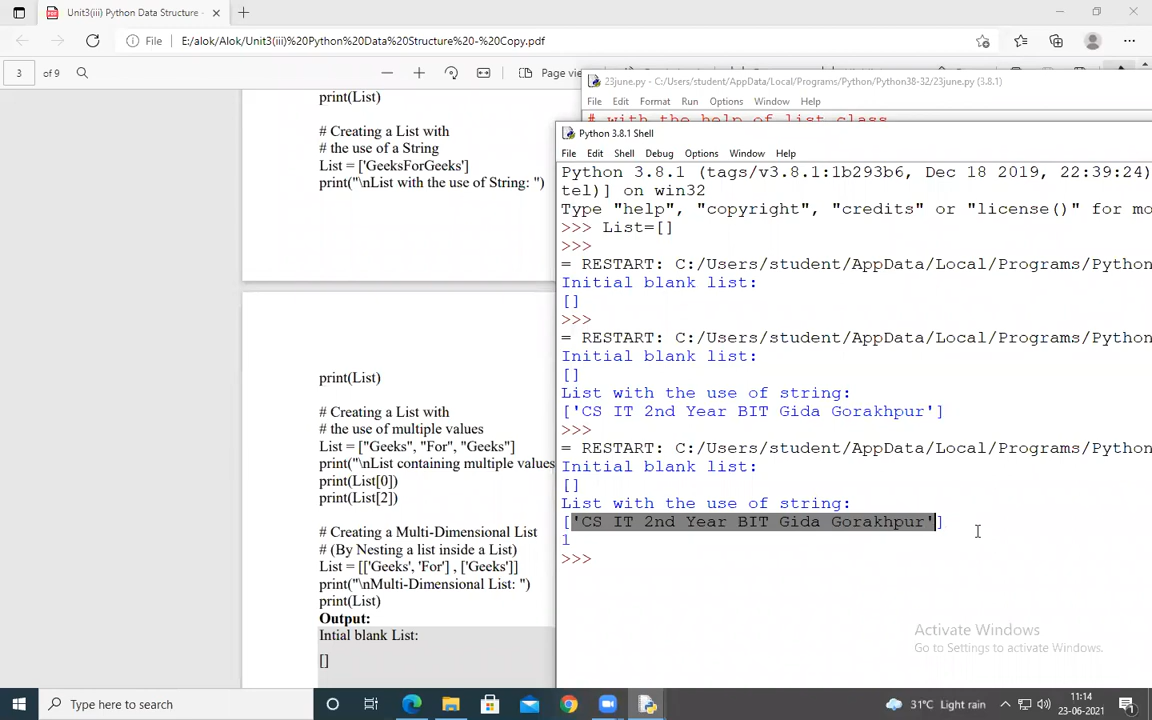 Unit3(iii) Python Data Structure
File
E:/alok/Alok/Unit3(iii)%20Python%20Data%20Structure%20-%20Copy.pdf
3
of 9
print(List)
# Creating a List with
# the use of a String
List = ['GeeksForGeeks']
print("\nList with the use of String: ")
print(List)
# Creating a List with
# the use of multiple values
List = ["Geeks", "For", "Geeks"]
print("\nList containing multiple values
print(List[0])
print(List[2])
# Creating a Multi-Dimensional List
# (By Nesting a list inside a List)
List = [['Geeks', 'For'] , ['Geeks']]
print("\nMulti-Dimensional List: ")
print(List)
Output:
Intial blank List:
[]
23june.py - C:/Users/student/AppData/Local/Programs/Python/Python38-32/23june.py (3.8.1)
File Edit Format Run Options Window Help
# with the help of list class
Python 3.8.1 Shell
File Edit Shell Debug Options Window Help
Python 3.8.1 (tags/v3.8.1:1b293b6, Dec 18 2019, 22:39:24)
tel)] on win32
Type "help", "copyright", "credits" or "license()" for mo
>>> List=[]
>>>
= RESTART: C:/Users/student/AppData/Local/Programs/Python
Initial blank list:
[]
>>>
= RESTART: C:/Users/student/AppData/Local/Programs/Python
Initial blank list:
[]
List with the use of string:
['CS IT 2nd Year BIT Gida Gorakhpur']
>>>
= RESTART: C:/Users/student/AppData/Local/Programs/Python
Initial blank list:
[]
List with the use of string:
['CS IT 2nd Year BIT Gida Gorakhpur']
1
>>>
Activate Windows
Go to Settings to activate Windows.
Type here to search
31°C Light rain
11:14
23-06-2021
1